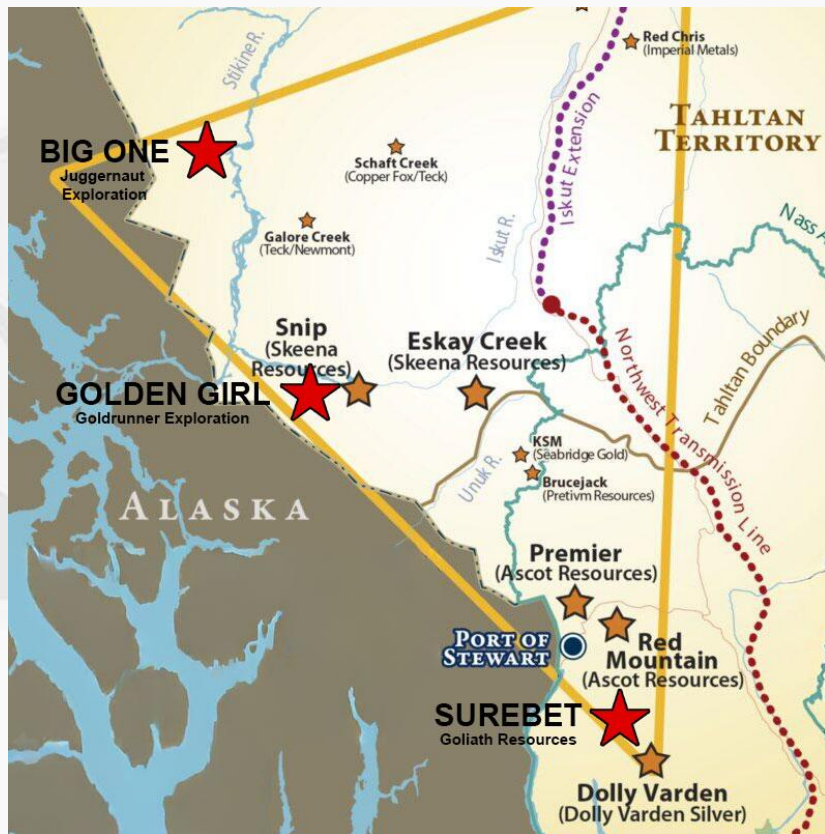 Red Chris
(Imperial Metals)
Stikine R.
TAHLTAN
TERRITORY
BIG ONE
Juggernaut
Exploration
Schaft Creek
(Copper Fox/Teck)
Iskut Extension
Galore Creek
(Teck/Newmont)
Iskut R.
Nass A
Snip
(Skeena
Resources)
Eskay Creek
(Skeena Resources)
Northwest Transmission Line
Tahltan Boundary
GOLDEN GIRL
Goldrunner Exploration
KSM
(Seabridge Gold)
Unuk R.
Brucejack
(Pretivm Resources)
ALASKA
Premier
(Ascot Resources)
PORT OF
STEWART
Red
Mountain
(Ascot Resources)
SUREBET
Goliath Resources
Dolly Varden
(Dolly Varden Silver)